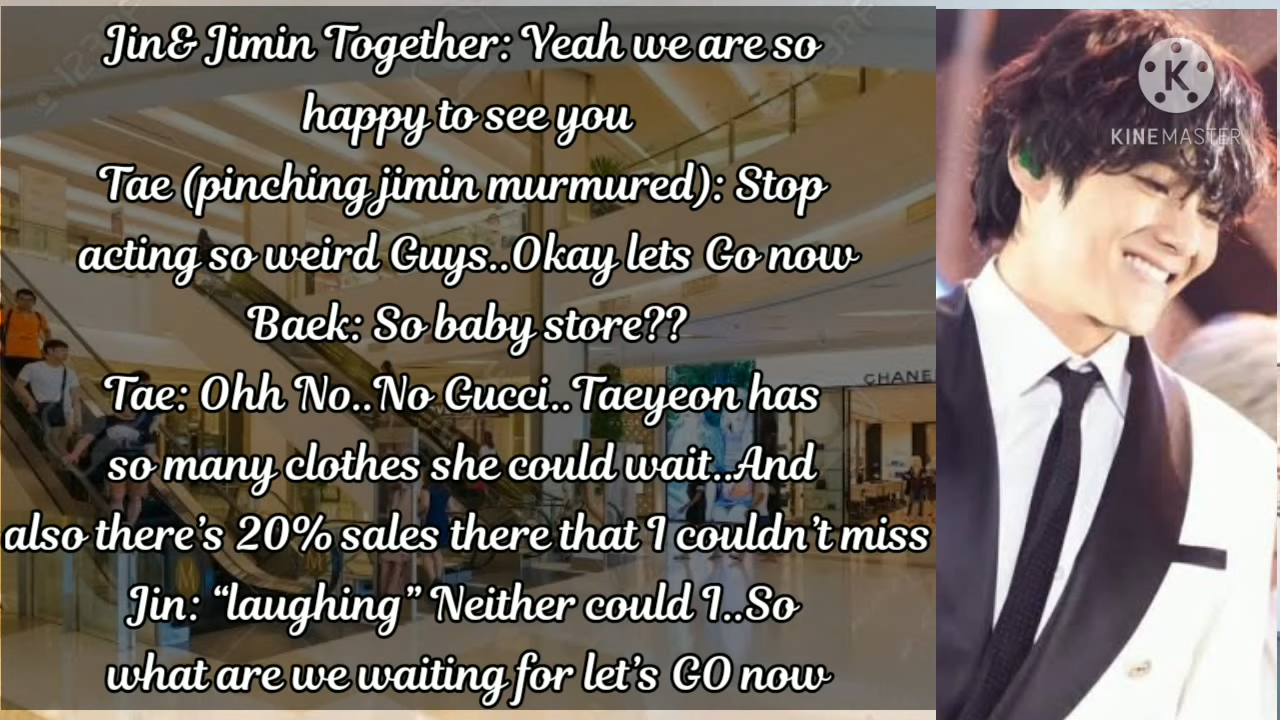 Jin& Jimin Together: Yeah we are so
happy to see you
Tae (pinching jimin murmured): Stop
acting so weird Guys..Okay lets Go now
Baek: So baby store??
Tae: Ohh No..No Gucci..Taeyeon has
so many clothes she could wait..And
also there's 20% sales there that I couldn't miss
Jin: “laughing” Neither could I..So
what are we waiting for let's GO now
CHANE
K
KINEMASTER